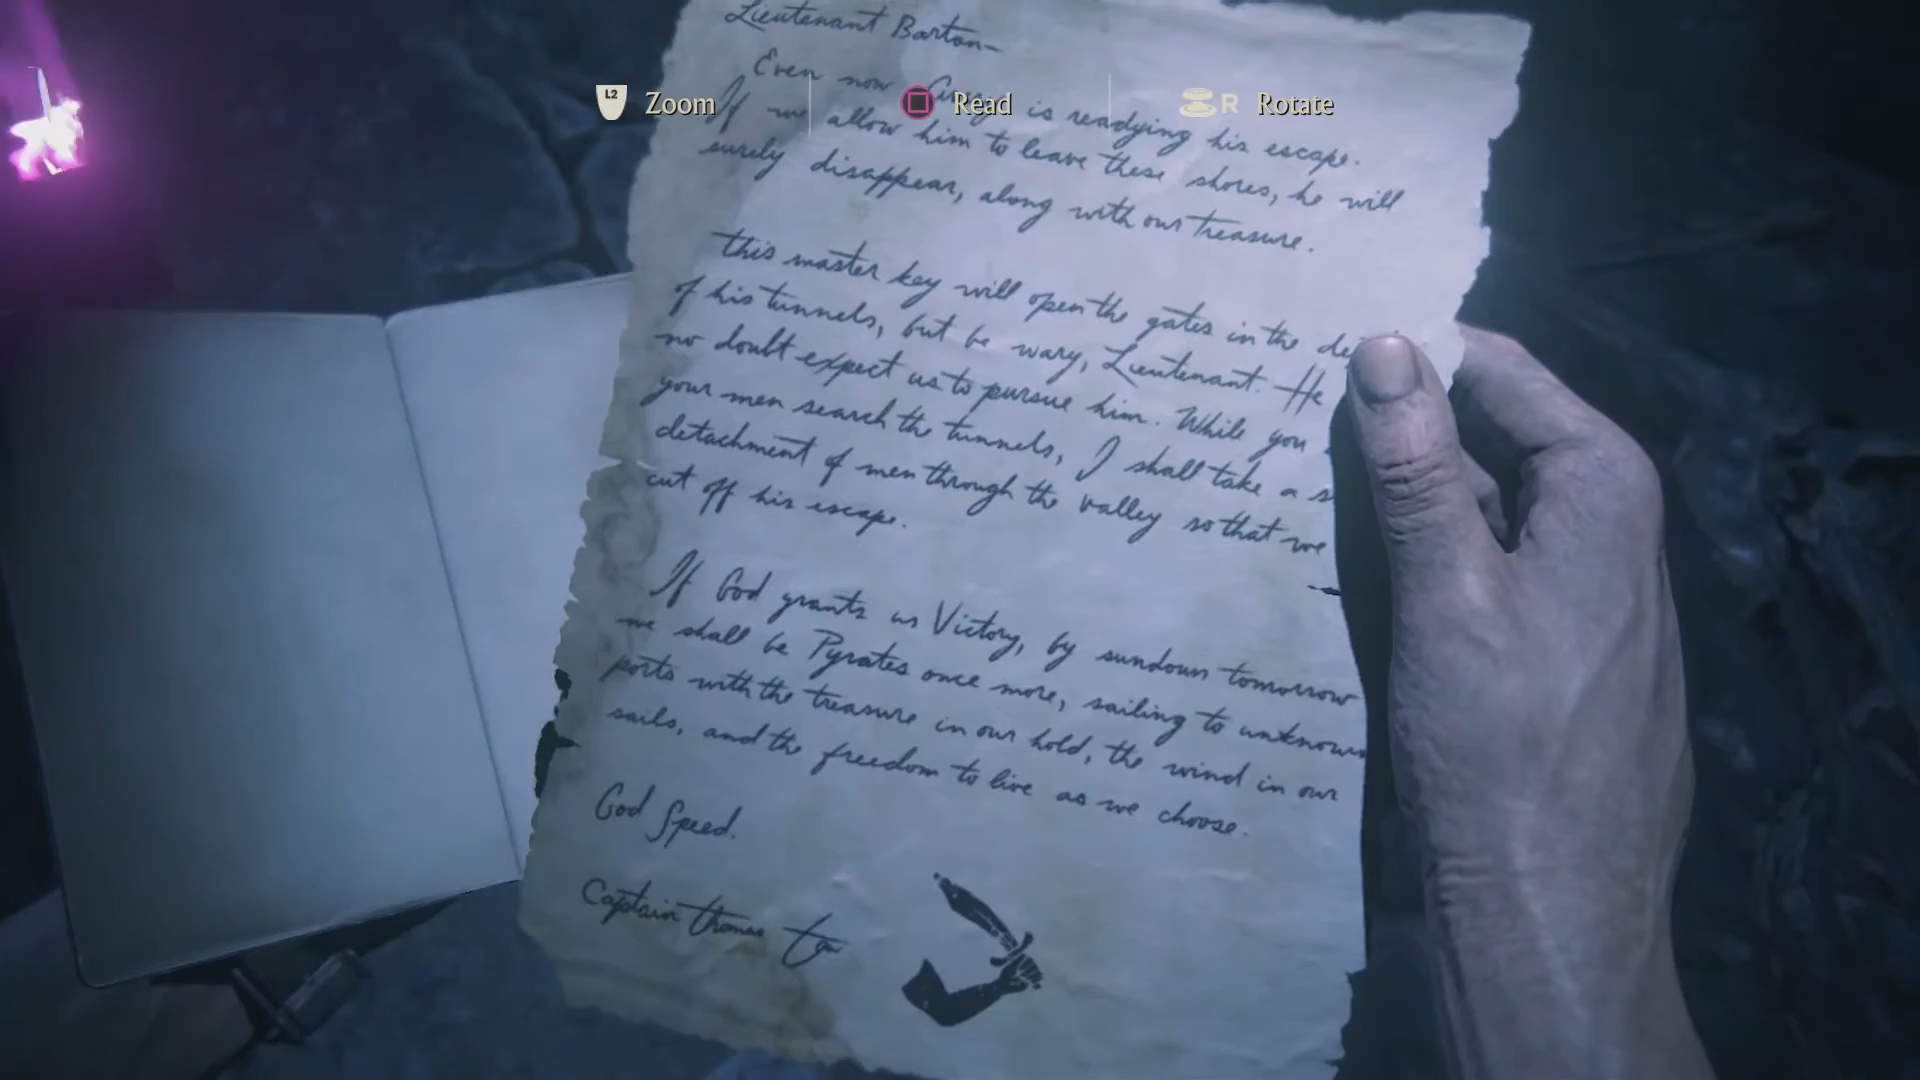 Lieutenant Barton-
Even now Avery is readying his escape.
L2 Zoom Read R Rotate
If we allow him to leave these shores, he will
surely disappear, along with our treasure.
This master key will open the gates in the
of his tunnels, but be wary, Lieutenant. He
no doubt expect us to pursue him. While you
your men search the tunnels, I shall take a
detachment of men through the valley so that we
cut off his escape.
If God grants us Victory, by sundown tomorrow
we shall be Pyrates once more, sailing to unknown
ports with the treasure in our hold, the wind in our
sails, and the freedom to live as we choose.
God Speed.
Captain Thomas Tew